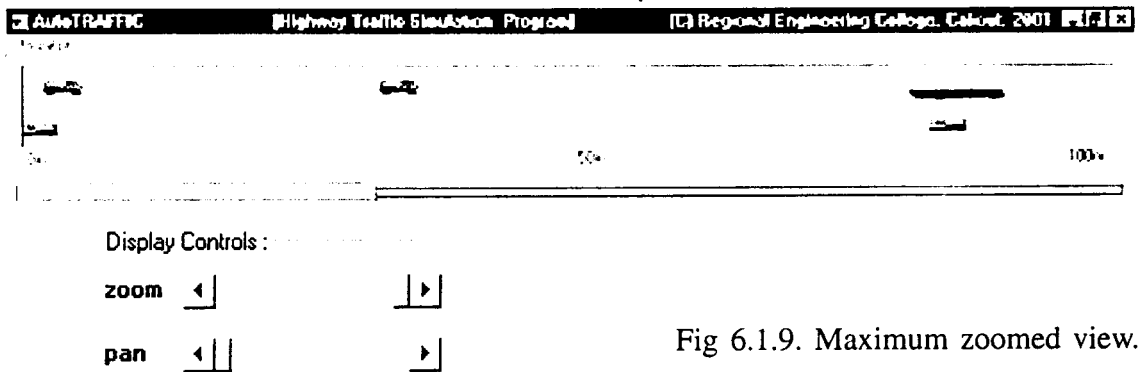 AutoTRAFFIC [Highway Traffic Simulation Program] (C) Regional Engineering College, Calicut, 2001
50m
100m
Display Controls :
zoom
pan
Fig 6.1.9. Maximum zoomed view.